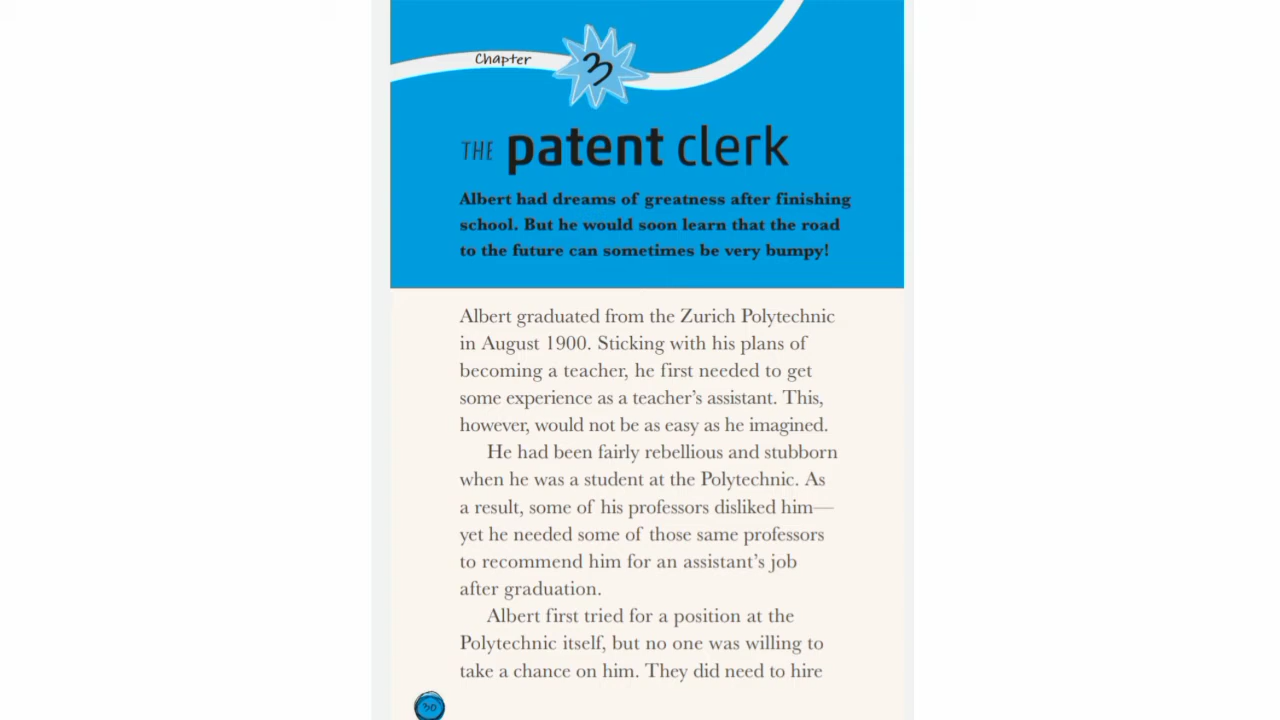 Chapter
3
THE patent clerk
Albert had dreams of greatness after finishing
school. But he would soon learn that the road
to the future can sometimes be very bumpy!
Albert graduated from the Zurich Polytechnic
in August 1900. Sticking with his plans of
becoming a teacher, he first needed to get
some experience as a teacher’s assistant. This,
however, would not be as easy as he imagined.
He had been fairly rebellious and stubborn
when he was a student at the Polytechnic. As
a result, some of his professors disliked him—
yet he needed some of those same professors
to recommend him for an assistant’s job
after graduation.
Albert first tried for a position at the
Polytechnic itself, but no one was willing to
take a chance on him. They did need to hire
30